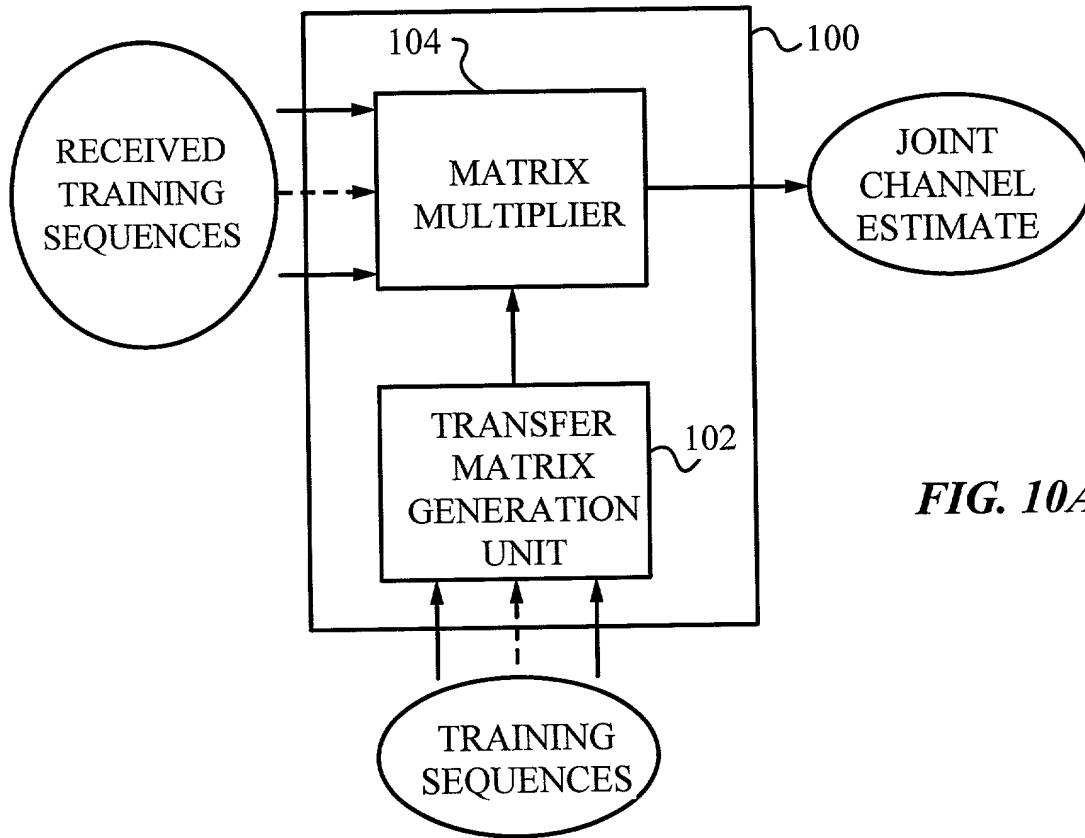 104
100
RECEIVED
TRAINING
SEQUENCES
MATRIX
MULTIPLIER
JOINT
CHANNEL
ESTIMATE
TRANSFER
MATRIX
GENERATION
UNIT
102
FIG. 10A
TRAINING
SEQUENCES